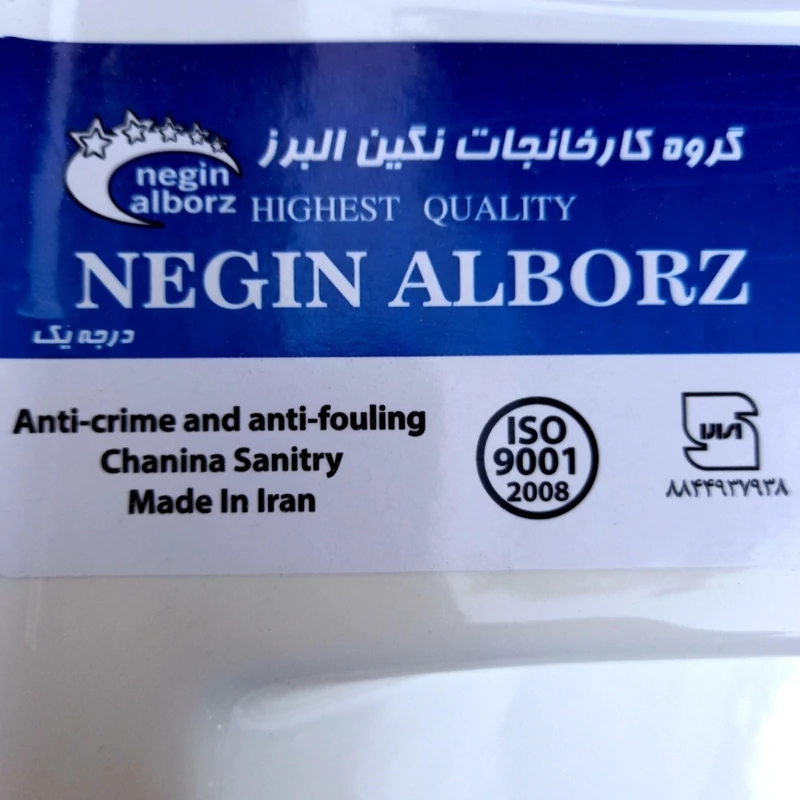 گروه کارخانجات نگین البرز
negin
alborz
HIGHEST QUALITY
NEGIN ALBORZ
درجه یک
Anti-crime and anti-fouling
Chanina Sanitry
Made In Iran
ISO
9001
2008
۸۸۴۴۹۳۷۹۳۸